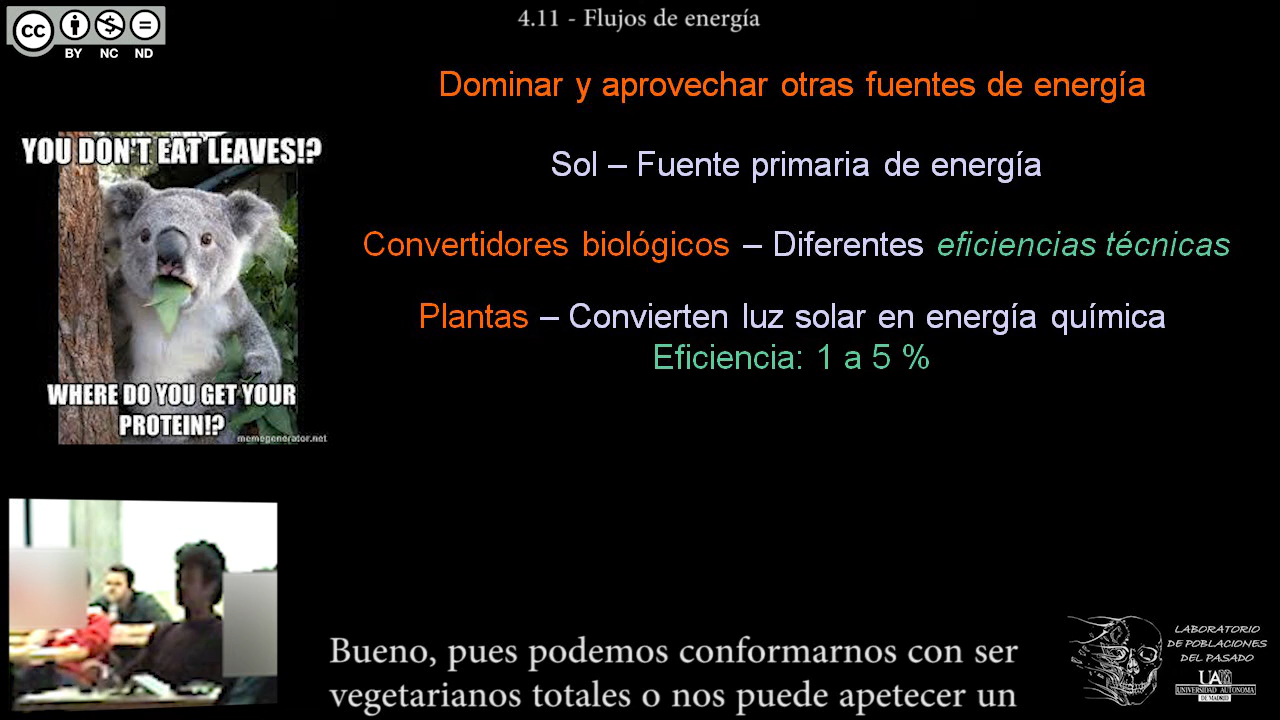 4.11 - Flujos de energía
cc
BY NC ND
Dominar y aprovechar otras fuentes de energía
YOU DON'T EAT LEAVES!?
Sol – Fuente primaria de energía
Convertidores biológicos – Diferentes eficiencias técnicas
Plantas – Convierten luz solar en energía química
Eficiencia: 1 a 5 %
WHERE DO YOU GET YOUR
PROTEIN!?
memegenerator.net
Bueno, pues podemos conformarnos con ser
vegetarianos totales o nos puede apetecer un
LABORATORIO
DE POBLACIONES
DEL PASADO
UAM
UNIVERSIDAD AUTONOMA
DE MADRID